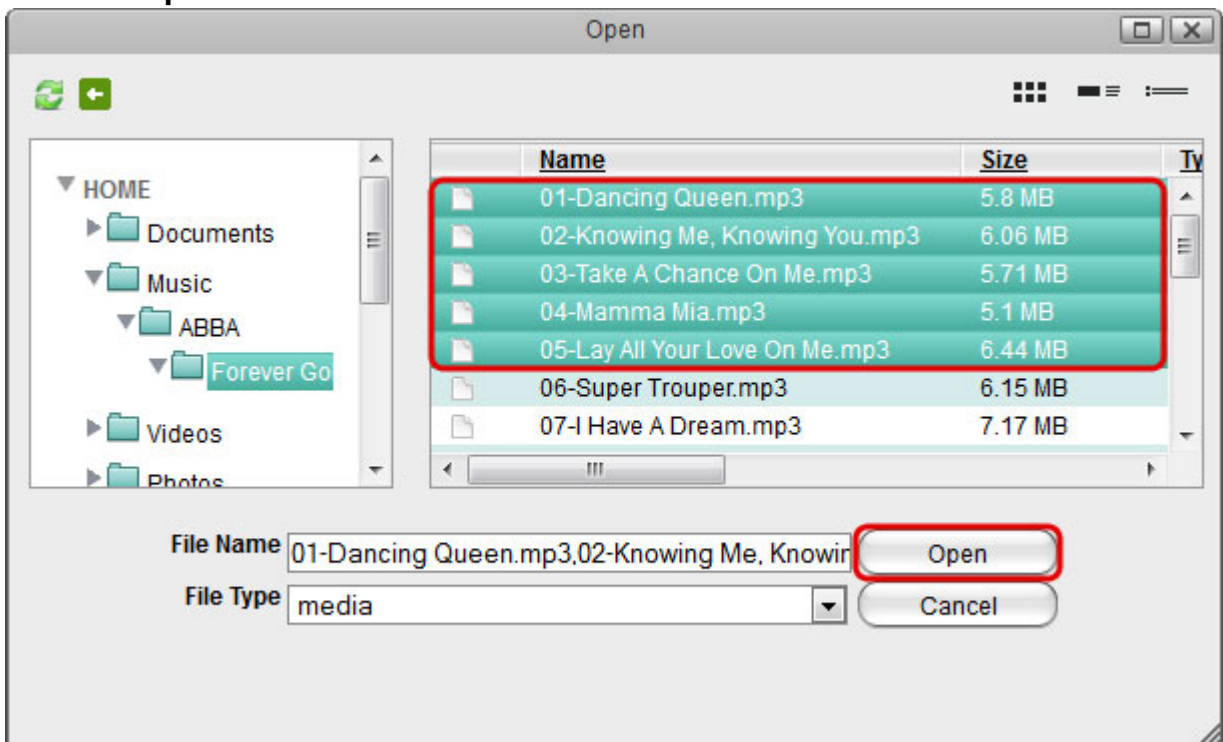 Open
Name Size Ty
HOME
Documents
Music
ABBA
Forever Go
Videos
Photos
01-Dancing Queen.mp3 5.8 MB
02-Knowing Me, Knowing You.mp3 6.06 MB
03-Take A Chance On Me.mp3 5.71 MB
04-Mamma Mia.mp3 5.1 MB
05-Lay All Your Love On Me.mp3 6.44 MB
06-Super Trouper.mp3 6.15 MB
07-I Have A Dream.mp3 7.17 MB
File Name 01-Dancing Queen.mp3,02-Knowing Me, Knowin Open
File Type media Cancel